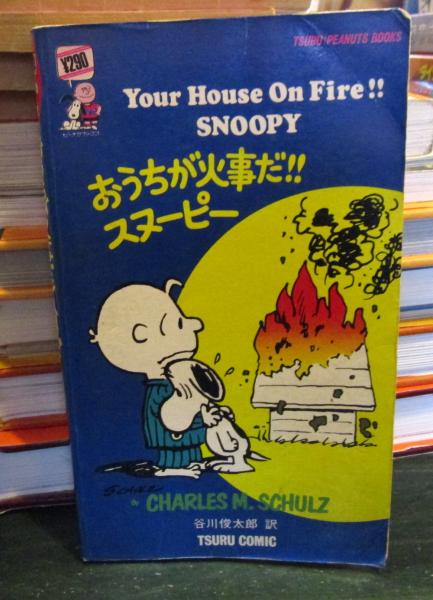 TSURU PEANUTS BOOKS
¥290
Your House On Fire!!
SNOOPY
おうちが火事だ!!
スヌーピー
SCHULZ
by CHARLES M. SCHULZ
谷川俊太郎 訳
TSURU COMIC